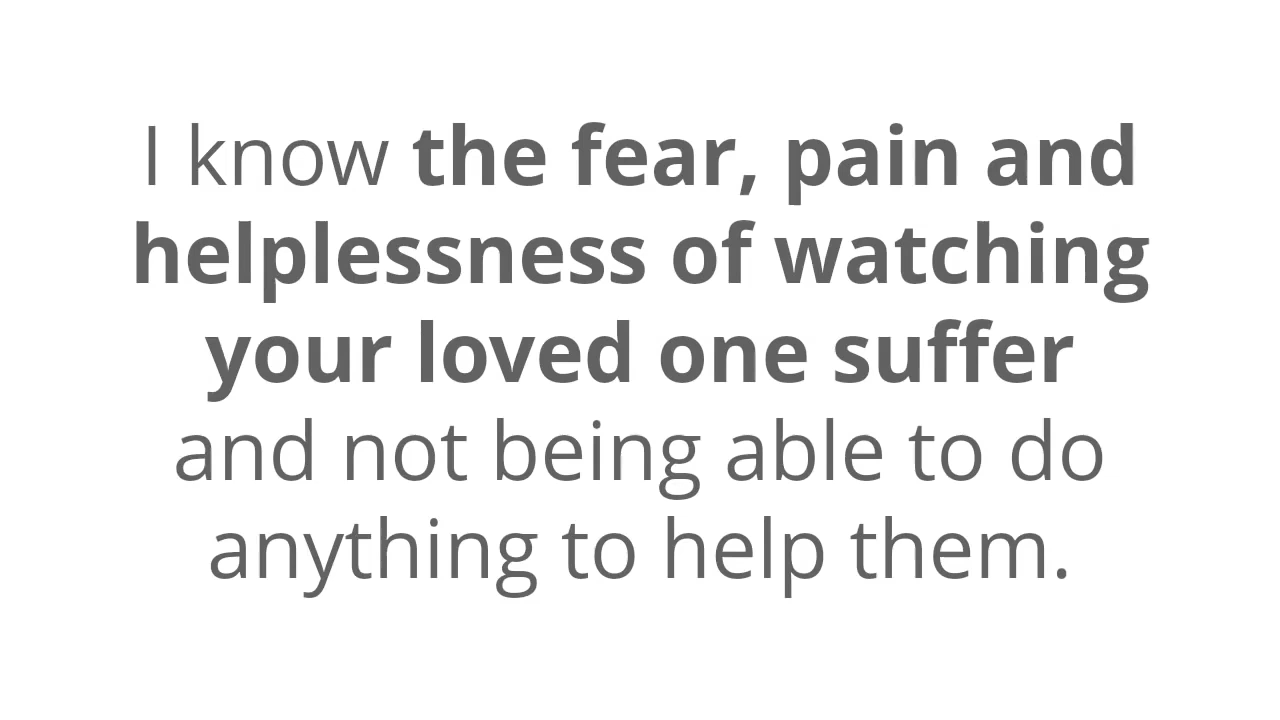 I know the fear, pain and
helplessness of watching
your loved one suffer
and not being able to do
anything to help them.